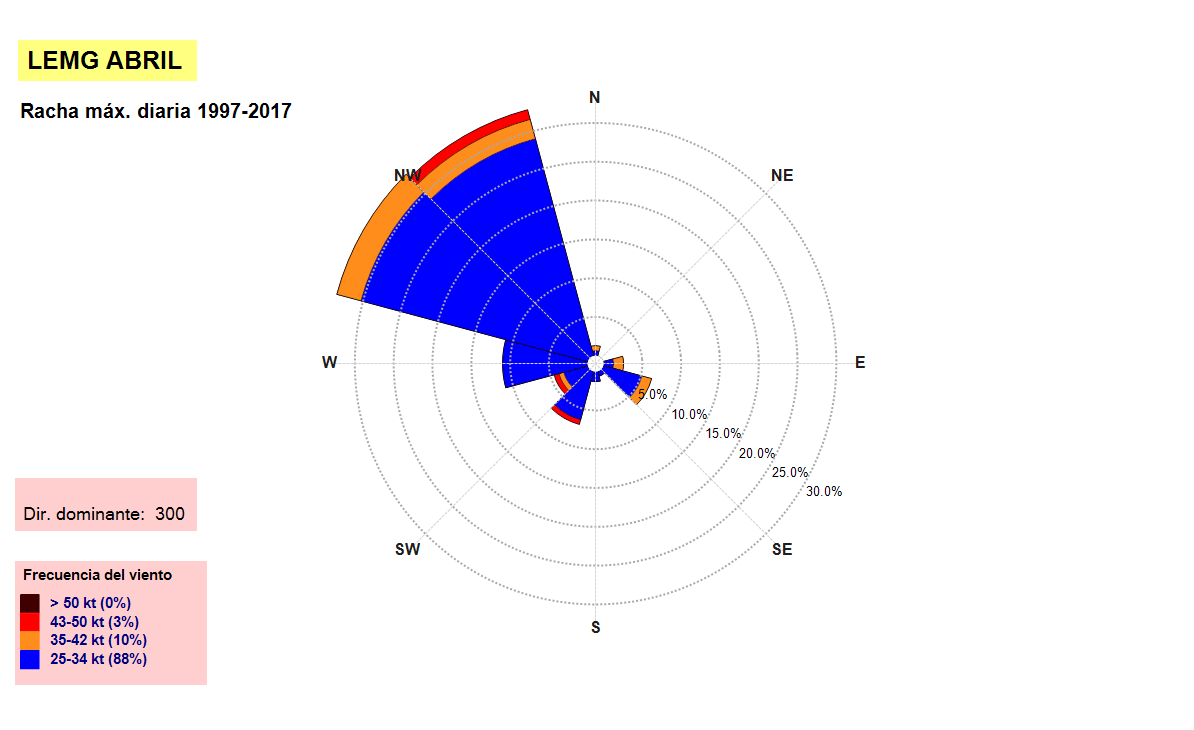 LEMG ABRIL
Racha máx. diaria 1997-2017
N
NW
NE
W
E
5.0%
10.0%
15.0%
20.0%
25.0%
30.0%
SW
SE
S
Dir. dominante:  300
Frecuencia del viento
> 50 kt (0%)
43-50 kt (3%)
35-42 kt (10%)
25-34 kt (88%)